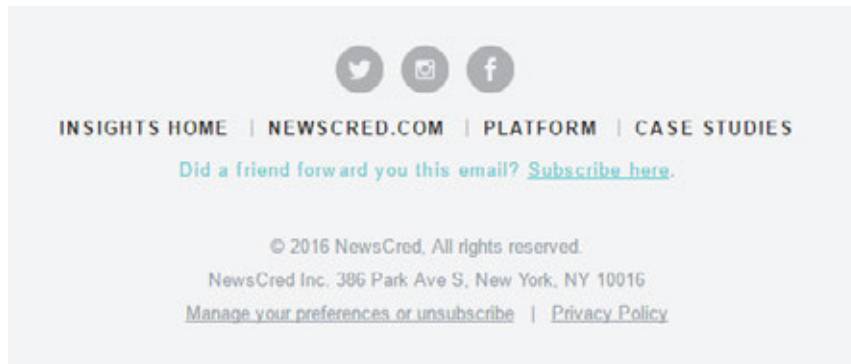 INSIGHTS HOME | NEWSCRED.COM | PLATFORM | CASE STUDIES
Did a friend forward you this email? Subscribe here.
© 2016 NewsCred, All rights reserved.
NewsCred Inc. 386 Park Ave S, New York, NY 10016
Manage your preferences or unsubscribe | Privacy Policy